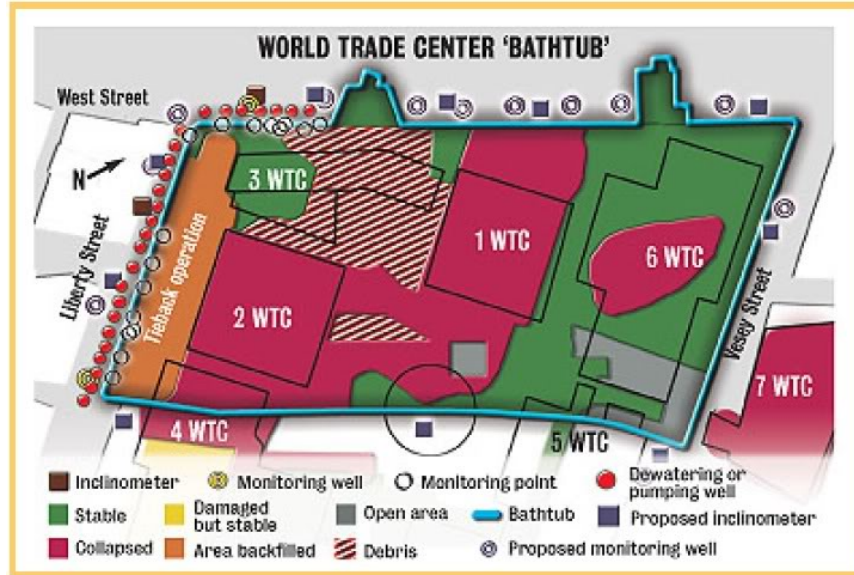 WORLD TRADE CENTER 'BATHTUB'
West Street
N
3 WTC
1 WTC
6 WTC
Liberty Street
Tieback operation
2 WTC
Vesey Street
7 WTC
4 WTC
5 WTC
Inclinometer
Monitoring well
Monitoring point
Dewatering or
pumping well
Stable
Damaged
but stable
Open area
Bathtub
Proposed inclinometer
Collapsed
Area backfilled
Debris
Proposed monitoring well